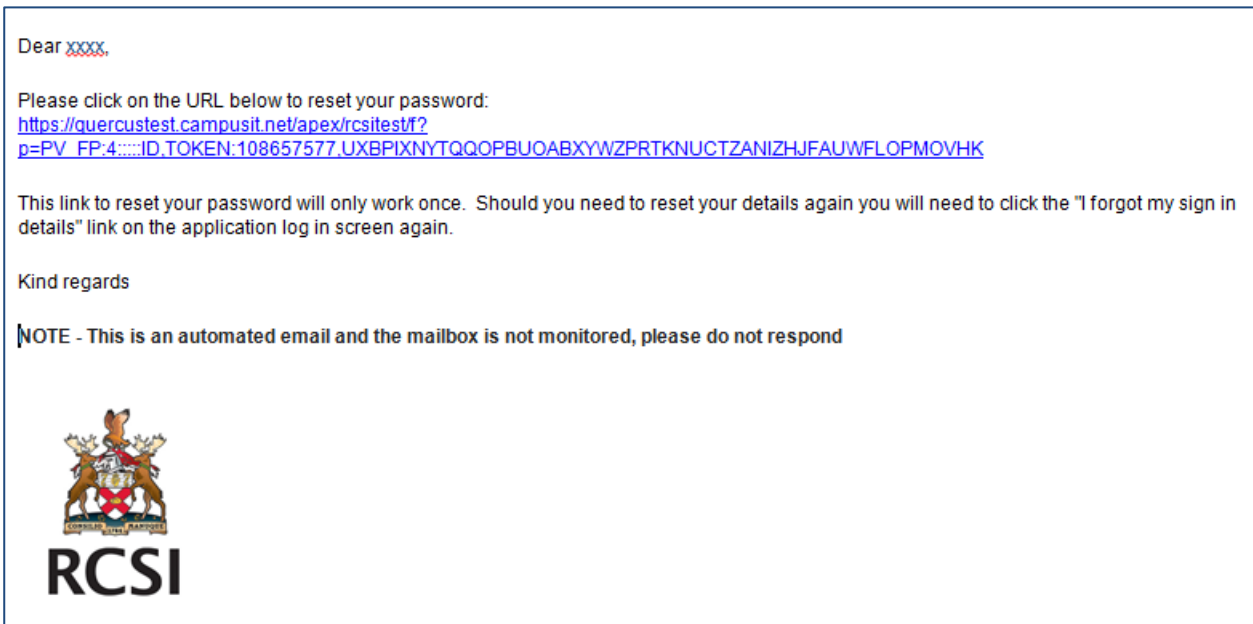 Dear xxxx,
Please click on the URL below to reset your password:
https://quercustest.campusit.net/apex/rcsitest/f?
p=PV_FP:4:::::ID,TOKEN:108657577,UXBPIXNYTQQOPBUOABXYWZPRTKNUCTZANIZHJFAUWFLOPMOVHK
This link to reset your password will only work once.  Should you need to reset your details again you will need to click the "I forgot my sign in
details" link on the application log in screen again.
Kind regards
NOTE - This is an automated email and the mailbox is not monitored, please do not respond
CONSILIO 1784 MANUQUE
RCSI